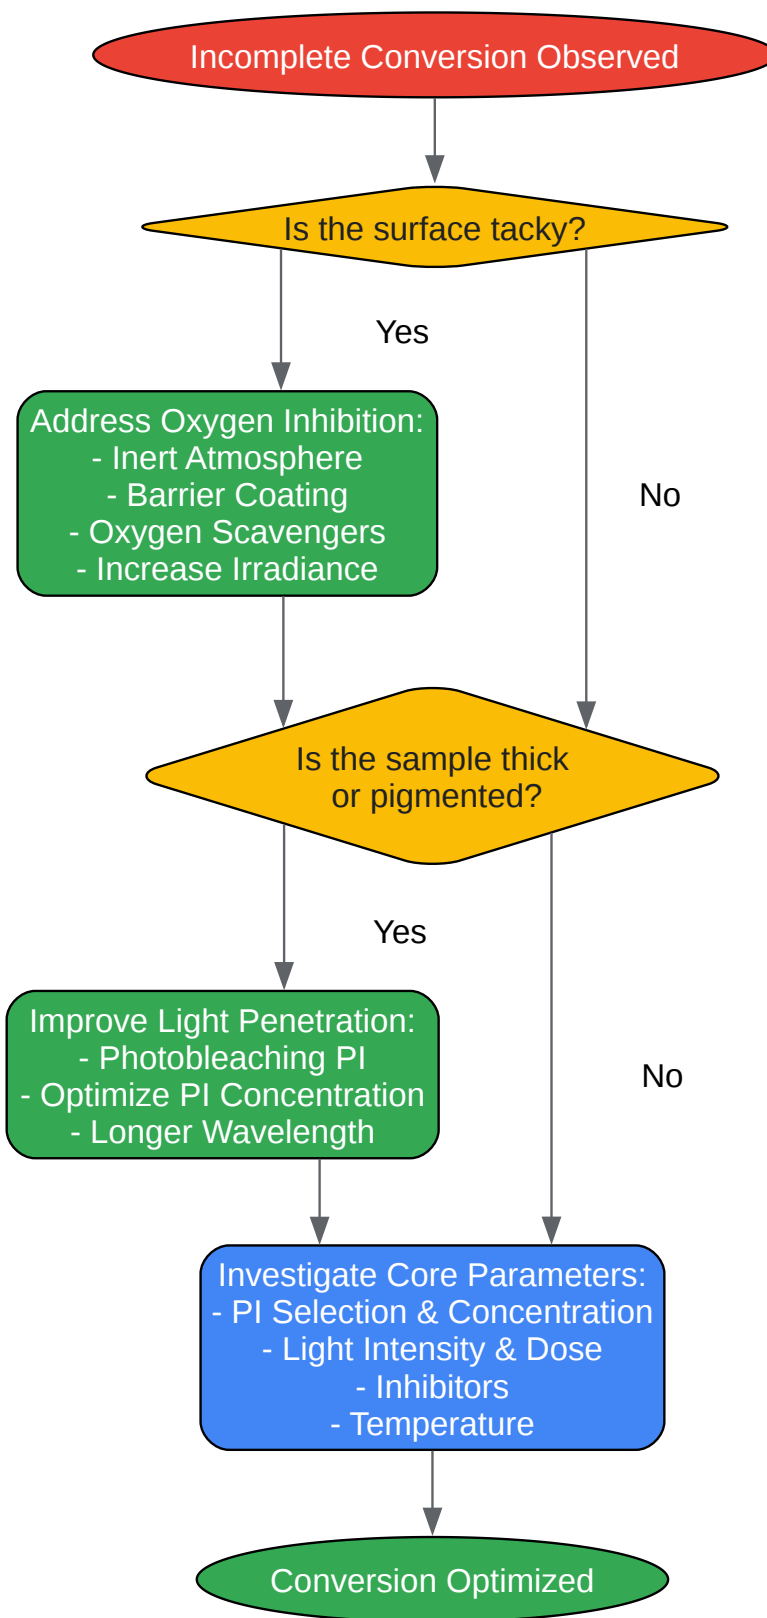 Incomplete Conversion Observed
Is the surface tacky?
Yes
Address Oxygen Inhibition:
- Inert Atmosphere
- Barrier Coating
- Oxygen Scavengers
- Increase Irradiance
No
Is the sample thick
or pigmented?
Yes
Improve Light Penetration:
- Photobleaching PI
- Optimize PI Concentration
- Longer Wavelength
No
Investigate Core Parameters:
- PI Selection & Concentration
- Light Intensity & Dose
- Inhibitors
- Temperature
Conversion Optimized